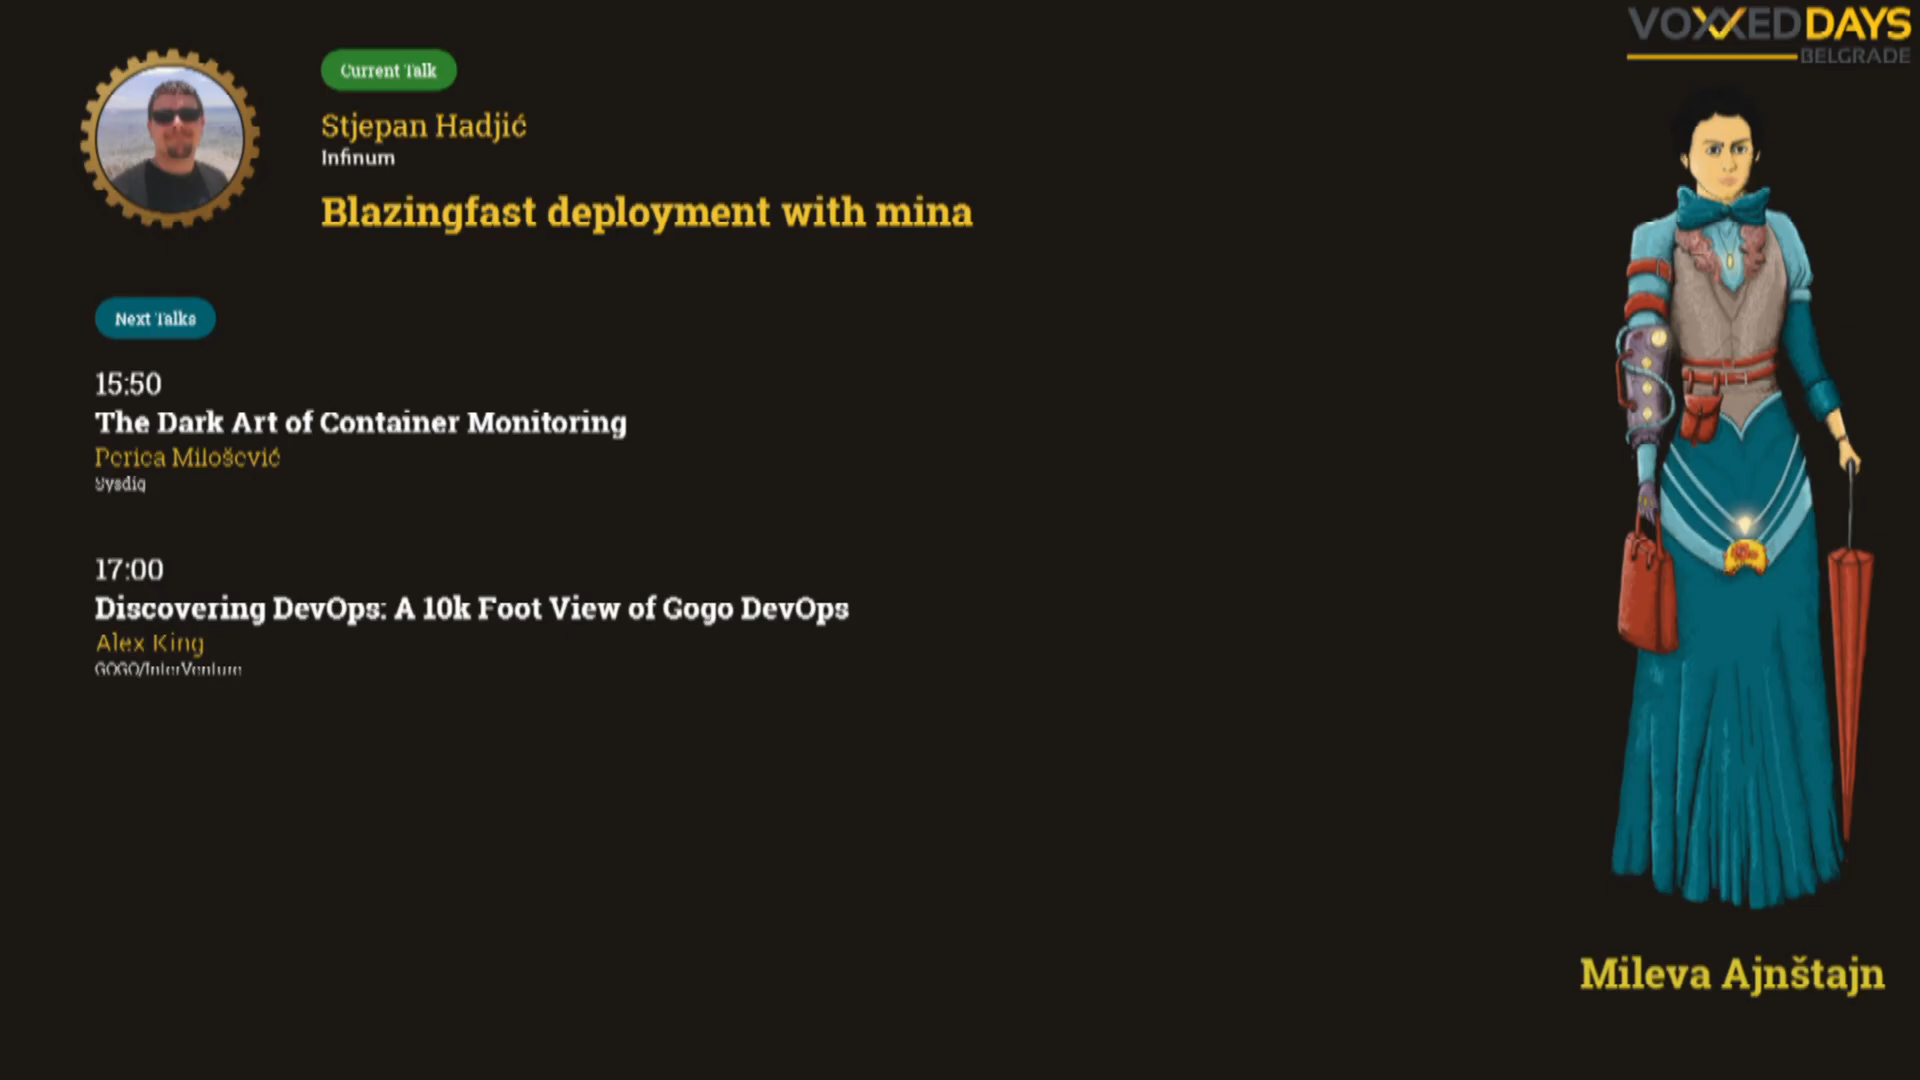 VOXXED DAYS
BELGRADE
Current Talk
Stjepan Hadjić
Infinum
Blazingfast deployment with mina
Next Talks
15:50
The Dark Art of Container Monitoring
Perica Milošević
Sysdig
17:00
Discovering DevOps: A 10k Foot View of Gogo DevOps
Alex King
GOGO/InterVenture
Mileva Ajnštajn